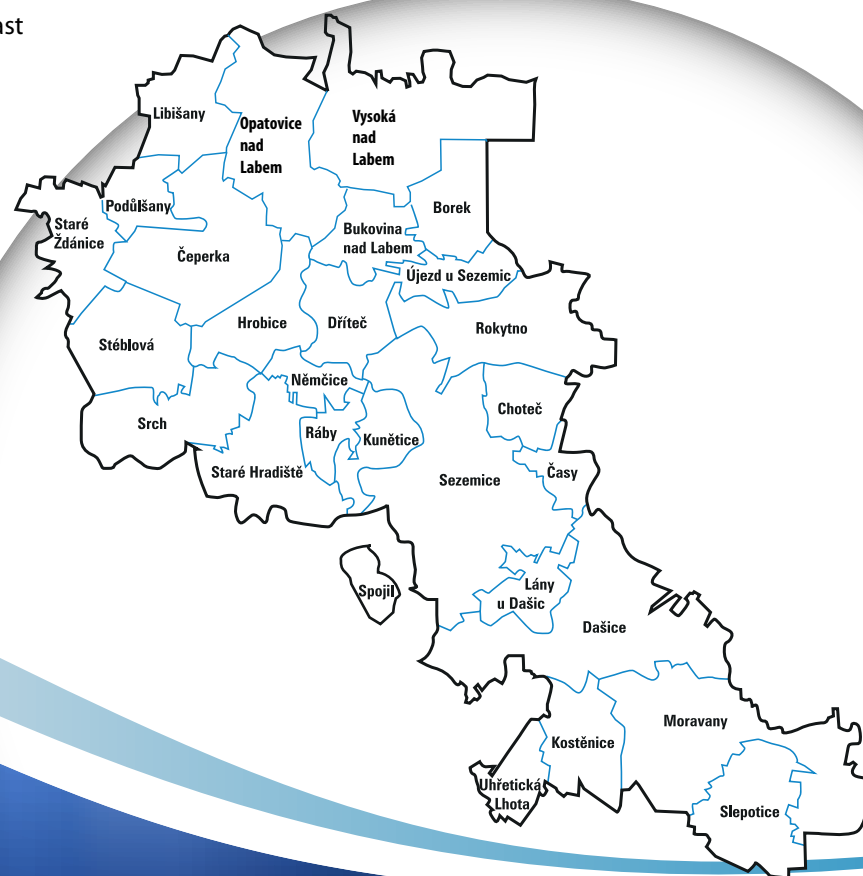 ast
Libišany
Opatovice
nad
Labem
Vysoká
nad
Labem
Podůlšany
Borek
Staré
Ždánice
Bukovina
nad Labem
Čeperka
Újezd u Sezemic
Hrobice
Dříteč
Rokytno
Stéblová
Němčice
Choteč
Srch
Ráby
Kunětice
Staré Hradiště
Časy
Sezemice
Spojil
Lány
u Dašic
Dašice
Moravany
Kostěnice
Uhřetická
Lhota
Slepotice